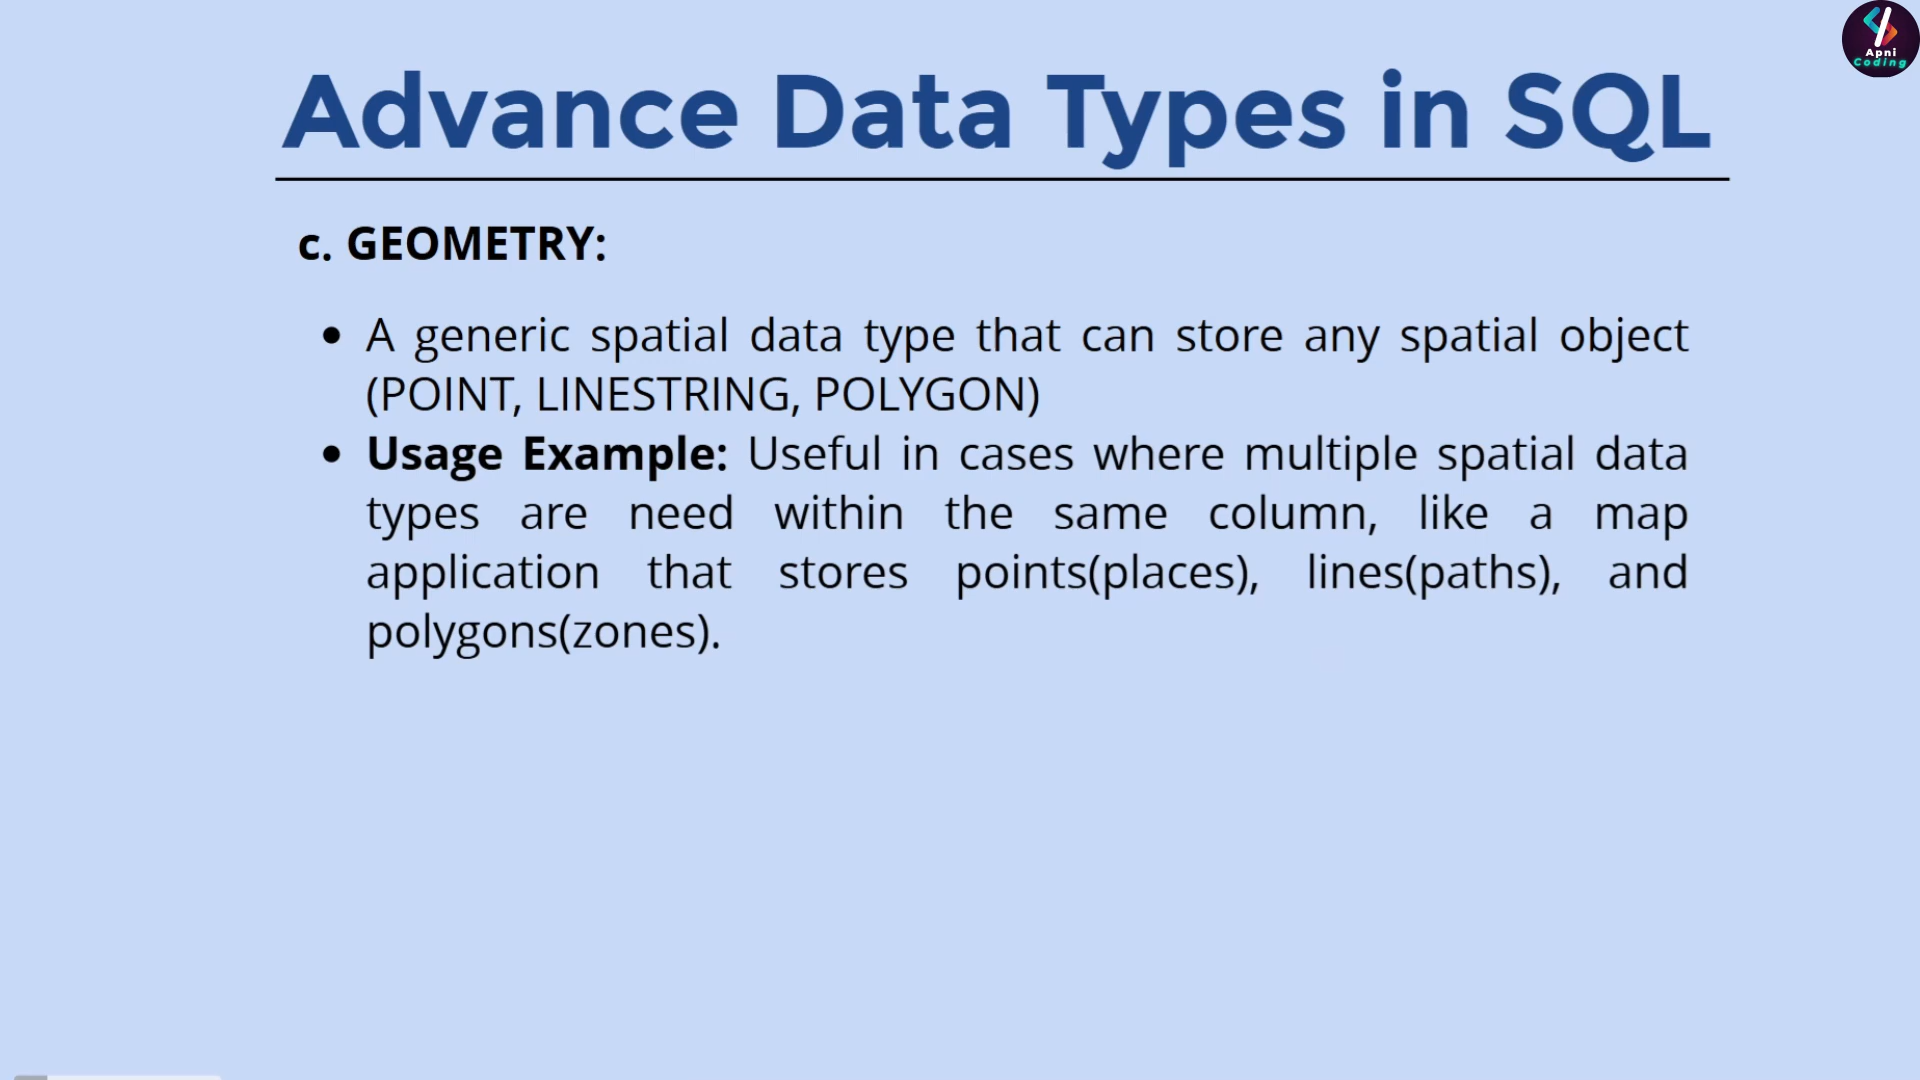 Apni
Coding
Advance Data Types in SQL
c. GEOMETRY:
• A generic spatial data type that can store any spatial object
(POINT, LINESTRING, POLYGON)
• Usage Example: Useful in cases where multiple spatial data
types are need within the same column, like a map
application that stores points(places), lines(paths), and
polygons(zones).